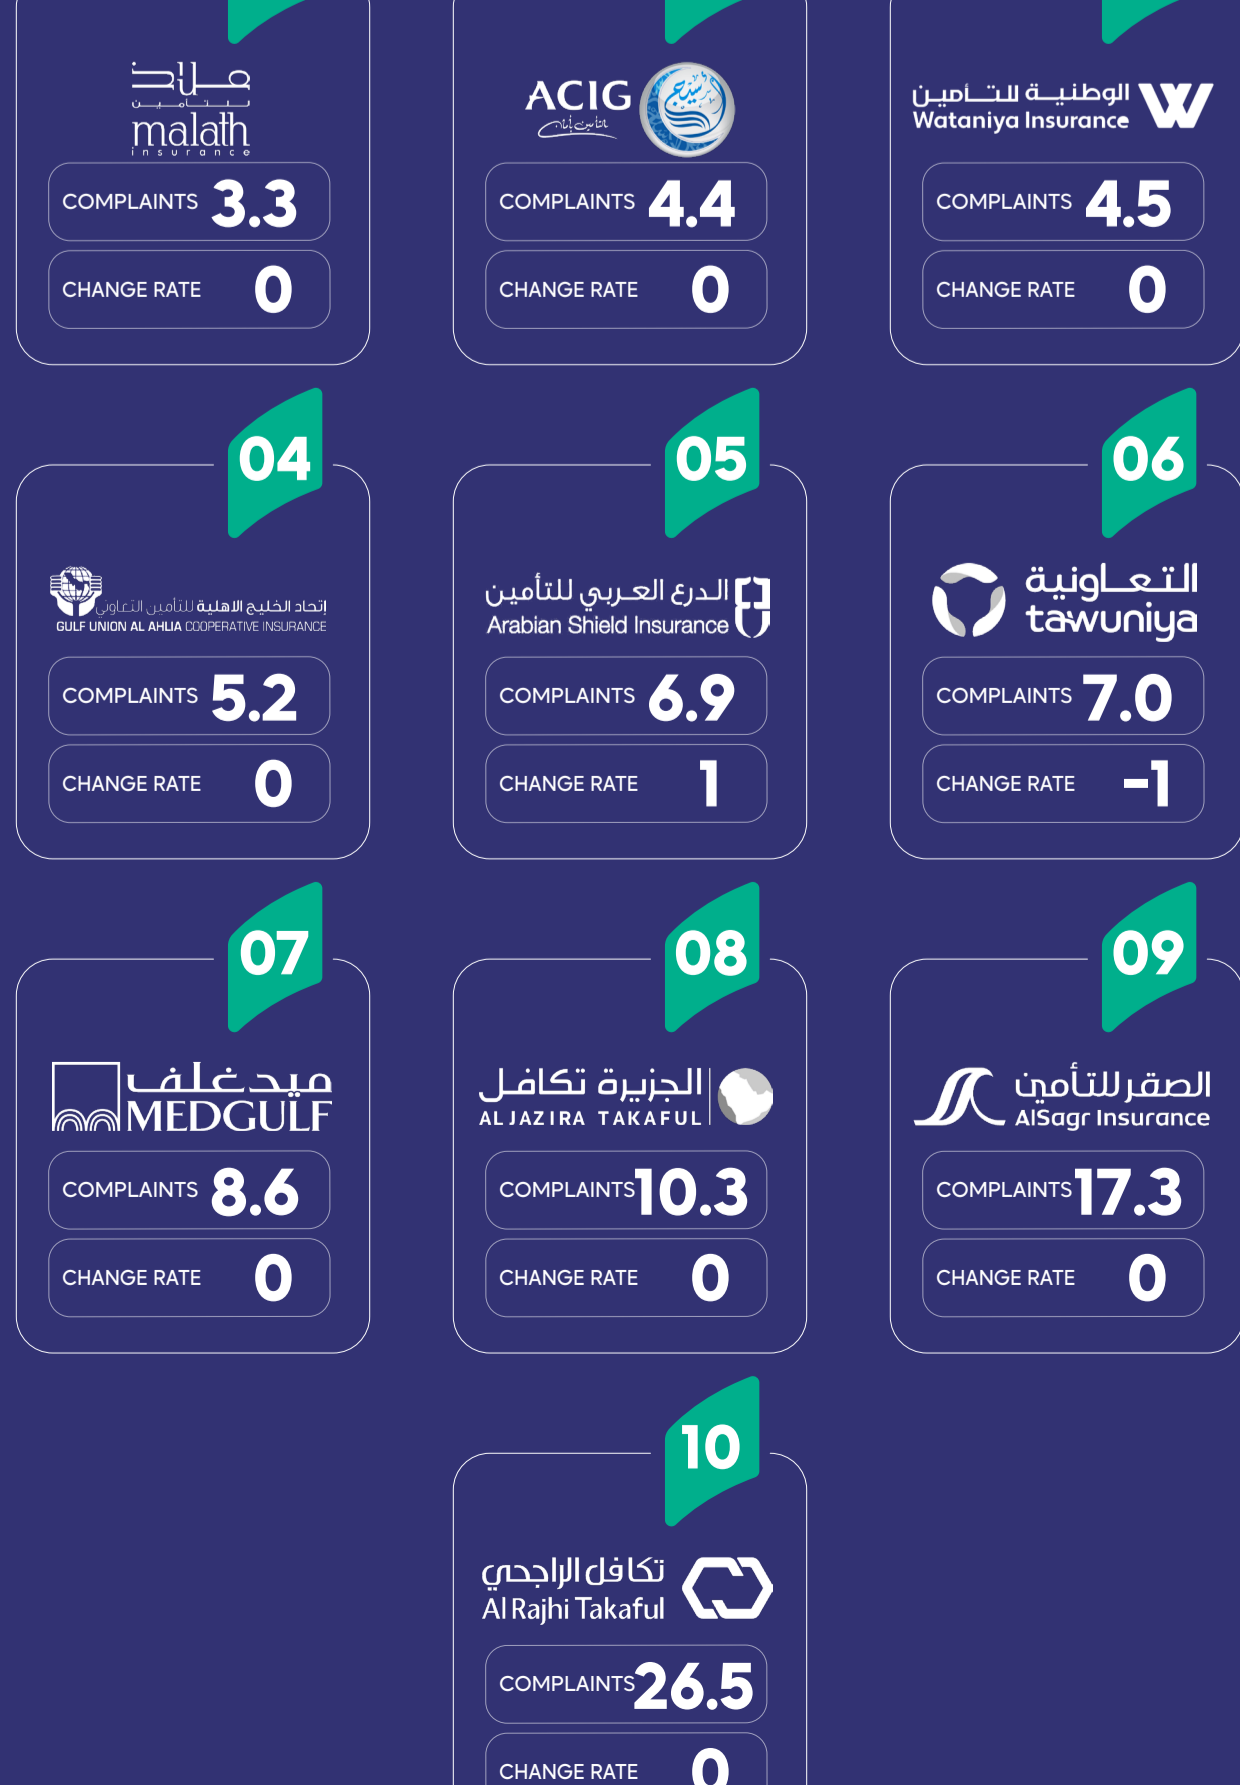 ملاذ
للتأمين
malath
insurance
COMPLAINTS 3.3
CHANGE RATE 0
ACIG
COMPLAINTS 4.4
CHANGE RATE 0
الوطنية للتأمين
Wataniya Insurance
COMPLAINTS 4.5
CHANGE RATE 0
04
إتحاد الخليج الاهلية للتأمين التعاوني
GULF UNION AL AHLIA COOPERATIVE INSURANCE
COMPLAINTS 5.2
CHANGE RATE 0
05
الدرع العربي للتأمين
Arabian Shield Insurance
COMPLAINTS 6.9
CHANGE RATE 1
06
التعاونية
tawuniya
COMPLAINTS 7.0
CHANGE RATE -1
07
ميدغلف
MEDGULF
COMPLAINTS 8.6
CHANGE RATE 0
08
الجزيرة تكافل
ALJAZIRA TAKAFUL
COMPLAINTS 10.3
CHANGE RATE 0
09
الصقر للتأمين
AlSagr Insurance
COMPLAINTS 17.3
CHANGE RATE 0
10
تكافل الراجحي
Al Rajhi Takaful
COMPLAINTS 26.5
CHANGE RATE 0